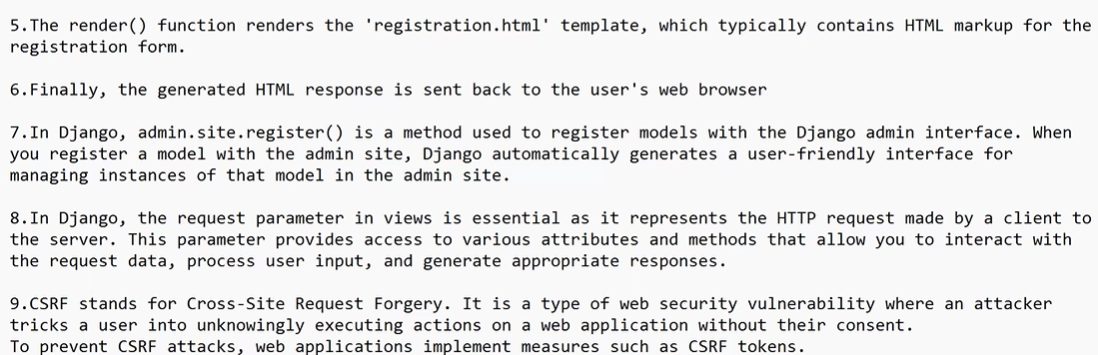 5.The render() function renders the 'registration.html' template, which typically contains HTML markup for the
registration form.
6.Finally, the generated HTML response is sent back to the user's web browser
7.In Django, admin.site.register() is a method used to register models with the Django admin interface. When
you register a model with the admin site, Django automatically generates a user-friendly interface for
managing instances of that model in the admin site.
8.In Django, the request parameter in views is essential as it represents the HTTP request made by a client to
the server. This parameter provides access to various attributes and methods that allow you to interact with
the request data, process user input, and generate appropriate responses.
9.CSRF stands for Cross-Site Request Forgery. It is a type of web security vulnerability where an attacker
tricks a user into unknowingly executing actions on a web application without their consent.
To prevent CSRF attacks, web applications implement measures such as CSRF tokens.